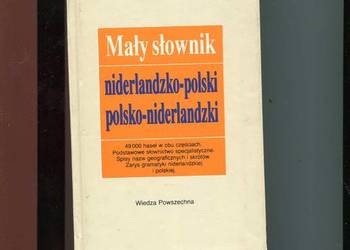 Mały słownik
niderlandzko-polski
polsko-niderlandzki
49 000 haseł w obu częściach.
Podstawowe słownictwo specjalistyczne.
Spisy nazw geograficznych i skrótów.
Zarys gramatyki niderlandzkiej
i polskiej.
Wiedza Powszechna